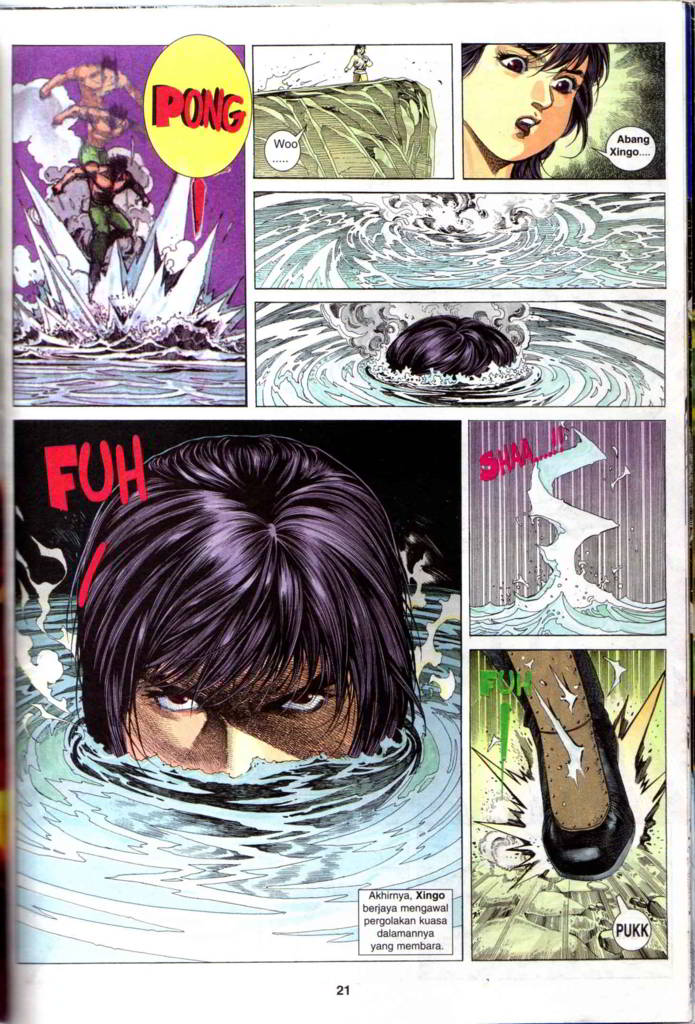 PONG
!
Woo
.....
Abang
Xingo....
FUH
!
SHAA....!!
FUH
!
PUKK
Akhirnya, Xingo
berjaya mengawal
pergolakan kuasa
dalamannya
yang membara.
21